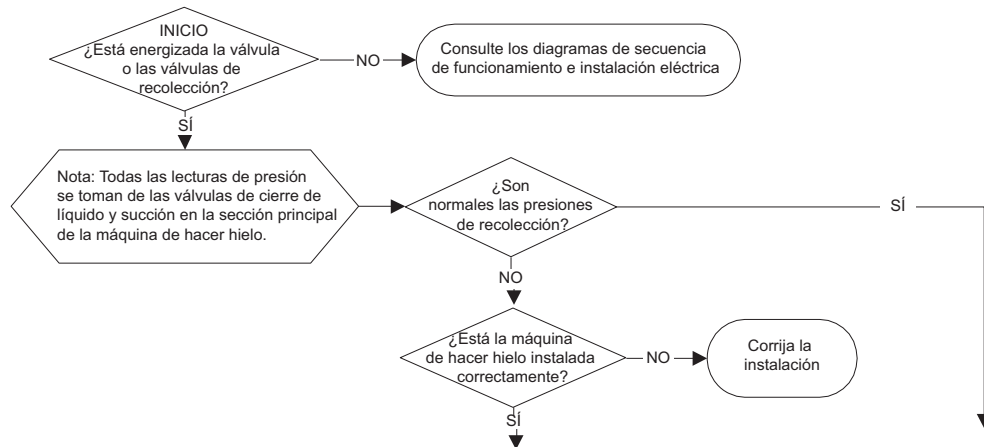 INICIO
¿Está energizada la válvula
o las válvulas de
recolección?
NO
Consulte los diagramas de secuencia
de funcionamiento e instalación eléctrica
SÍ
Nota: Todas las lecturas de presión
se toman de las válvulas de cierre de
líquido y succión en la sección principal
de la máquina de hacer hielo.
¿Son
normales las presiones
de recolección?
SÍ
NO
¿Está la máquina
de hacer hielo instalada
correctamente?
NO
Corrija la
instalación
SÍ